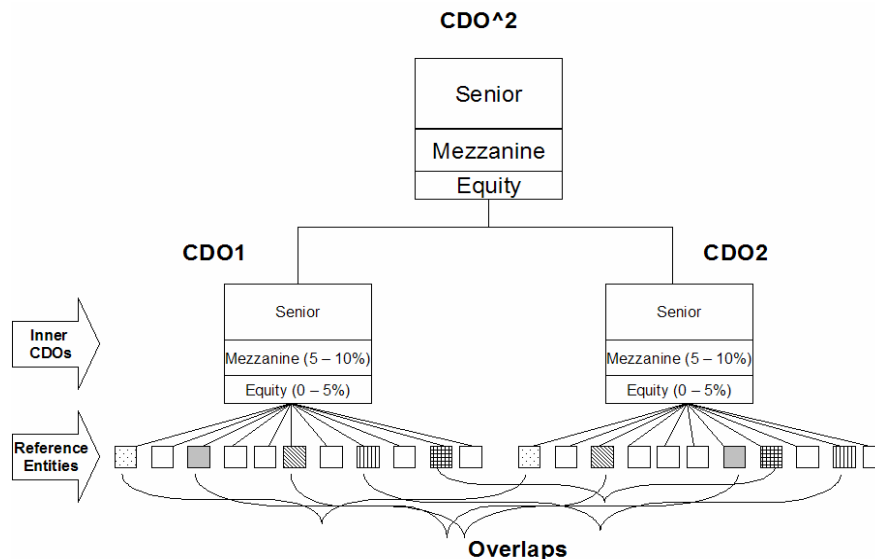 CDO^2
Senior
Mezzanine
Equity
CDO1
CDO2
Senior
Senior
Inner
CDOs
Mezzanine (5 – 10%)
Mezzanine (5 – 10%)
Equity (0 – 5%)
Equity (0 – 5%)
Reference
Entities
Overlaps